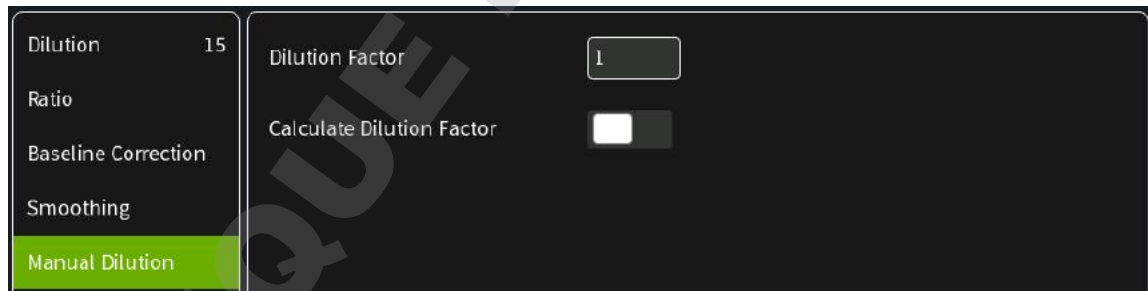 Dilution 15
Ratio
Baseline Correction
Smoothing
Manual Dilution
Dilution Factor 1
Calculate Dilution Factor